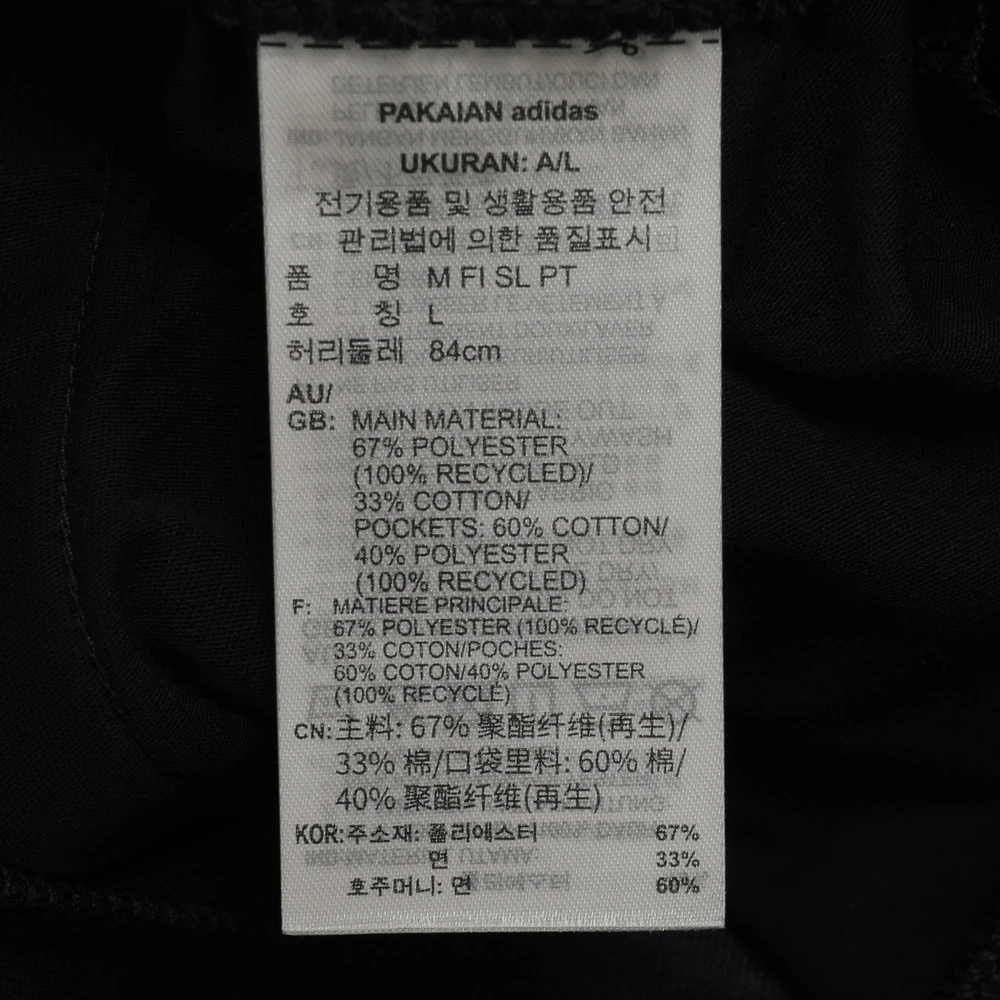 PAKAIAN adidas
UKURAN: A/L
전기용품 및 생활용품 안전
관리법에 의한 품질표시
품 명 M FI SL PT
호 칭 L
허리둘레 84cm
AU/
GB: MAIN MATERIAL:
67% POLYESTER
(100% RECYCLED)/
33% COTTON/
POCKETS: 60% COTTON/
40% POLYESTER
(100% RECYCLED)
F: MATIERE PRINCIPALE:
67% POLYESTER (100% RECYCLÉ)/
33% COTON/POCHES:
60% COTON/40% POLYESTER
(100% RECYCLÉ)
CN: 主料: 67% 聚酯纤维(再生)/
33% 棉/口袋里料: 60% 棉/
40% 聚酯纤维(再生)
KOR: 주소재: 폴리에스터 67%
면 33%
호주머니: 면 60%